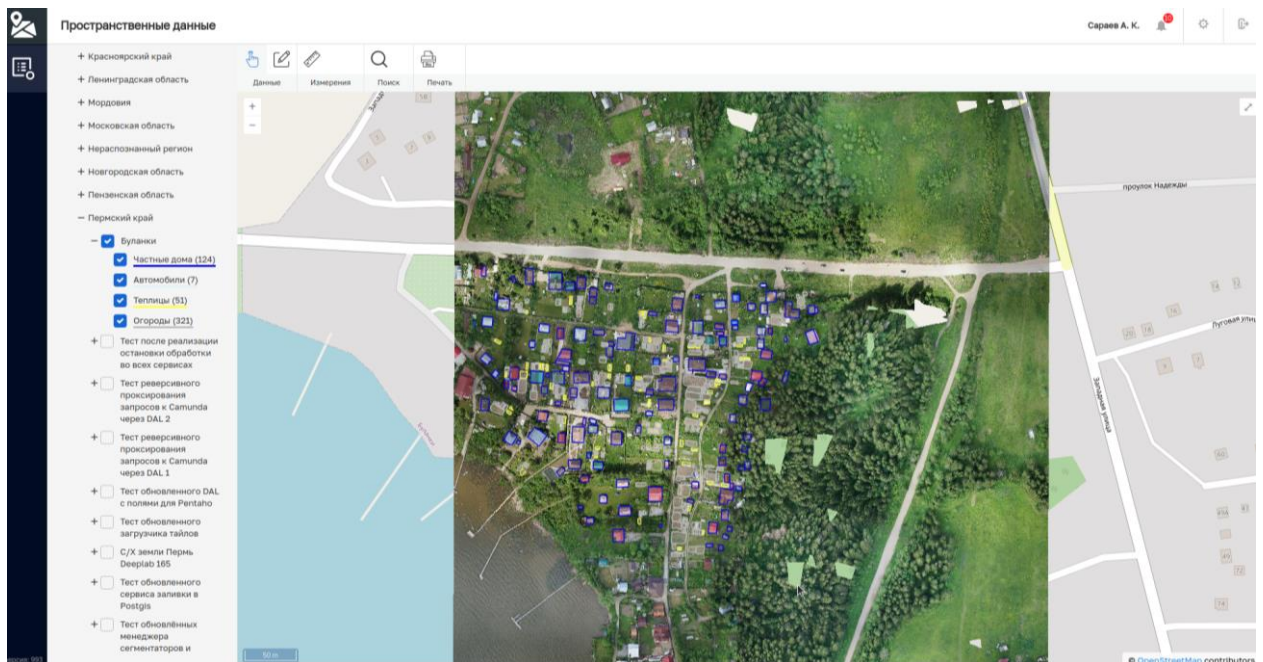 Пространственные данные
Сараев А. К.
10
+ Красноярский край
+ Ленинградская область
+ Мордовия
+ Московская область
+ Нераспознанный регион
+ Новгородская область
+ Пензенская область
− Пермский край
− Буланки
Частные дома (124)
Автомобили (7)
Теплицы (51)
Огороды (321)
+ Тест после реализации
остановки обработки
во всех сервисах
+ Тест реверсивного
проксирования
запросов к Camunda
через DAL 2
+ Тест реверсивного
проксирования
запросов к Camunda
через DAL 1
+ Тест обновленного DAL
с полями для Pentaho
+ Тест обновленного
загрузчика тайлов
+ С/Х земли Пермь
Deeplab 165
+ Тест обновленного
сервиса заливки в
Postgis
+ Тест обновлённых
менеджера
сегментаторов и
Данные
Измерения
Поиск
Печать
+
−
проулок Надежды
Луговая улиц
Западная улица
50 m
© OpenStreetMap contributors